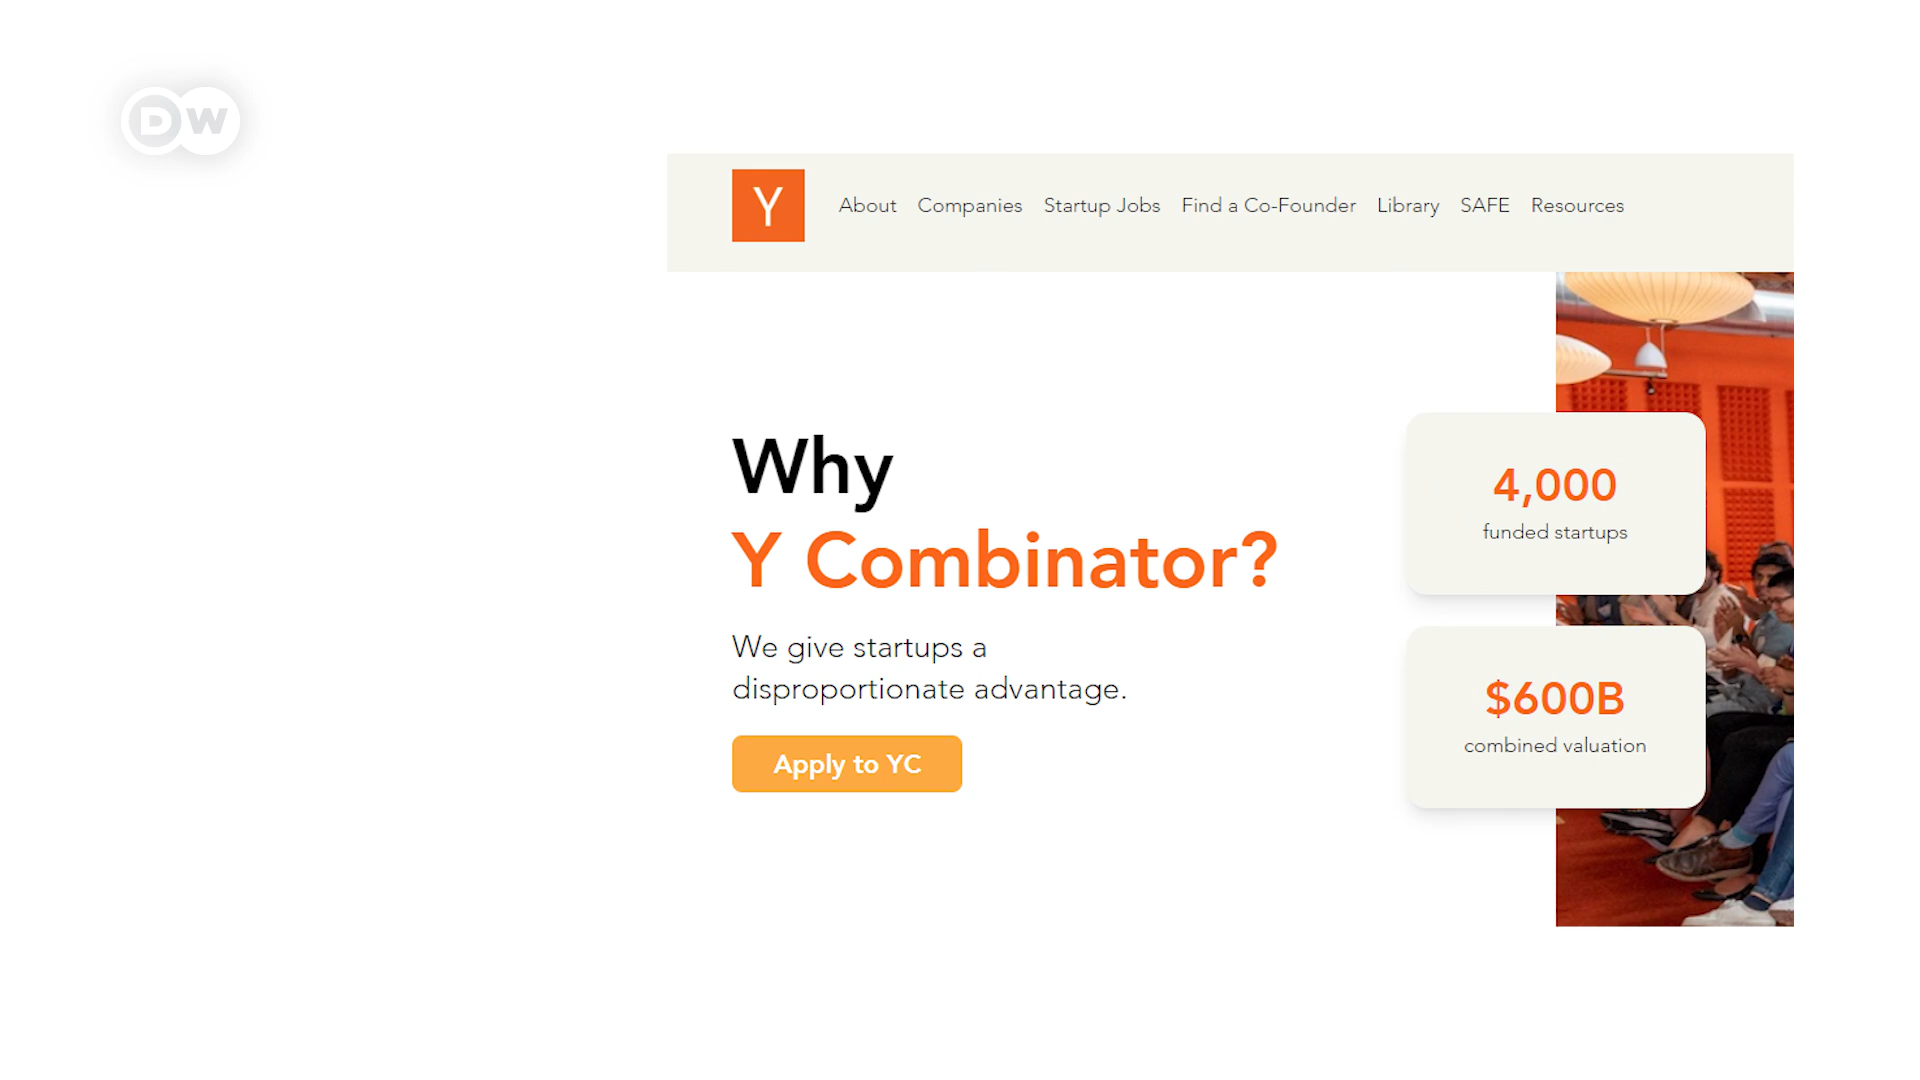 DW
Y
About Companies Startup Jobs Find a Co-Founder Library SAFE Resources
Why
Y Combinator?
We give startups a
disproportionate advantage.
Apply to YC
4,000
funded startups
$600B
combined valuation